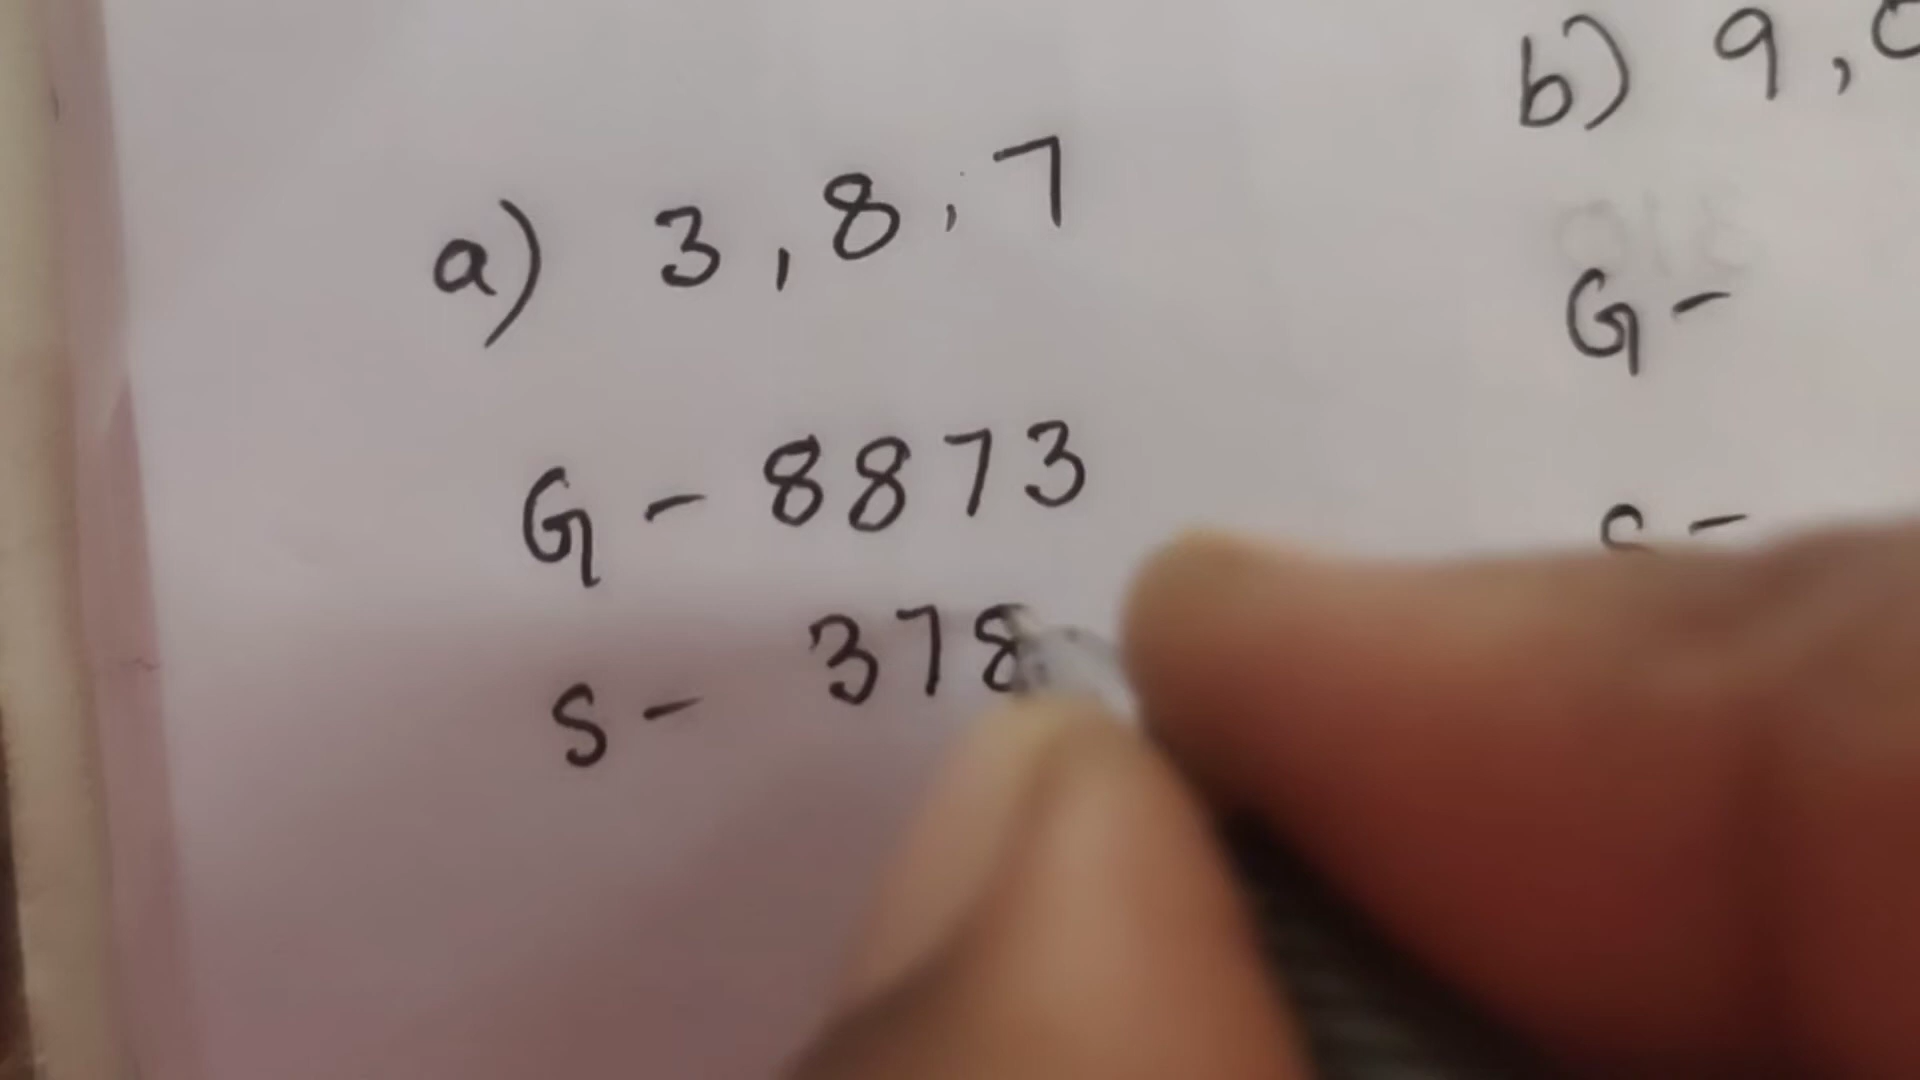 a) 3, 8, 7
G - 8873
S - 378
b) 9,
G -
S -